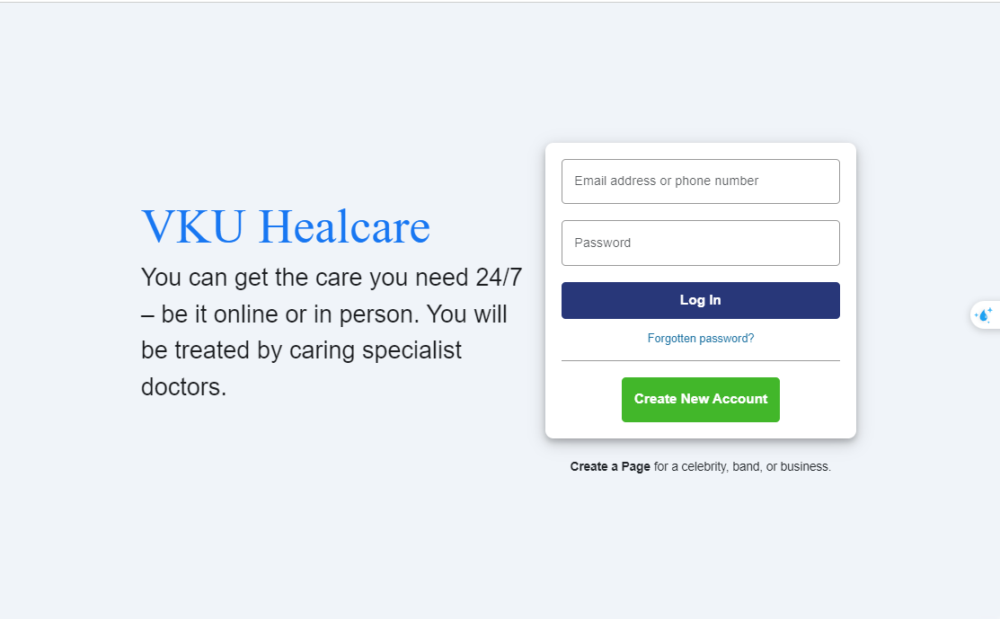 VKU Healcare
You can get the care you need 24/7
– be it online or in person. You will
be treated by caring specialist
doctors.
Email address or phone number
Password
Log In
Forgotten password?
Create New Account
Create a Page for a celebrity, band, or business.